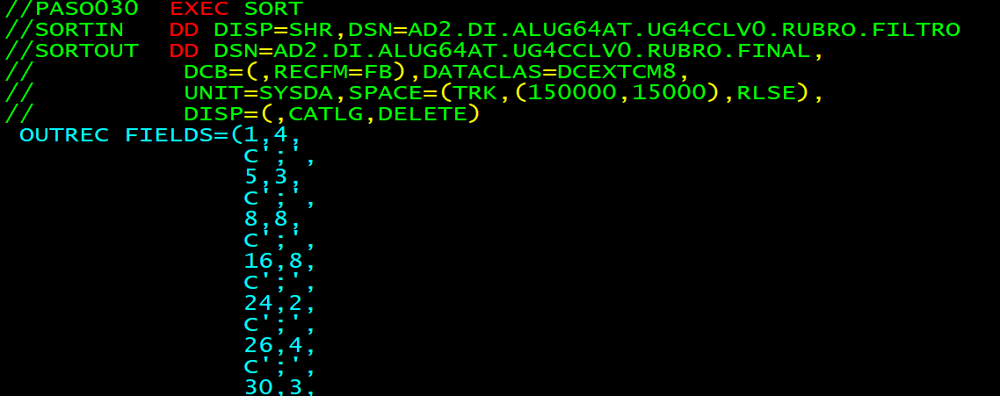 //PASO030  EXEC SORT
//SORTIN   DD DISP=SHR,DSN=AD2.DI.ALUG64AT.UG4CCLV0.RUBRO.FILTRO
//SORTOUT  DD DSN=AD2.DI.ALUG64AT.UG4CCLV0.RUBRO.FINAL,
//          DCB=(,RECFM=FB),DATACLAS=DCEXTCM8,
//          UNIT=SYSDA,SPACE=(TRK,(150000,15000),RLSE),
//          DISP=(,CATLG,DELETE)
 OUTREC FIELDS=(1,4,
                C';',
                5,3,
                C';',
                8,8,
                C';',
                16,8,
                C';',
                24,2,
                C';',
                26,4,
                C';',
                30,3,